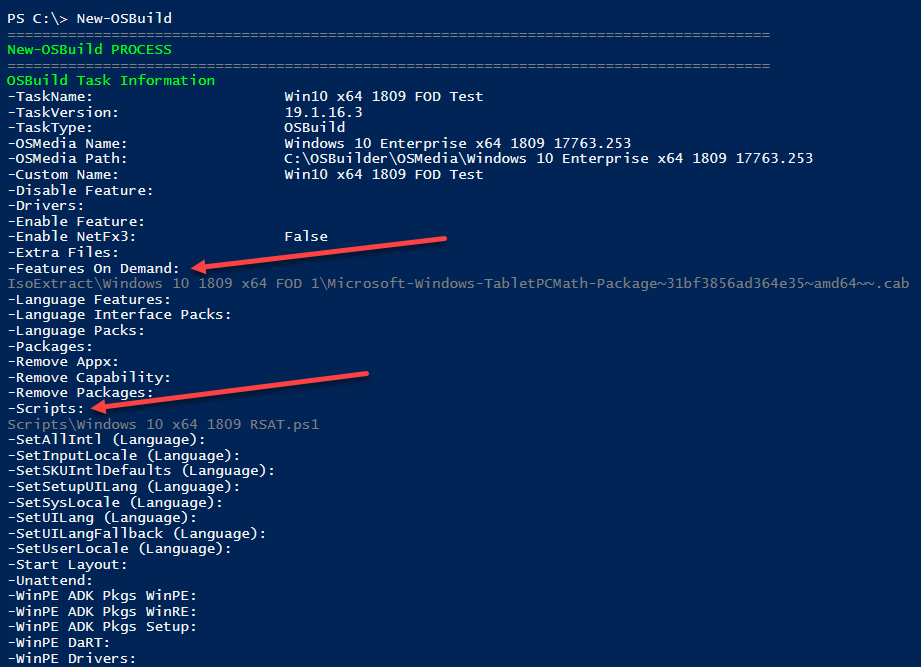 PS C:\> New-OSBuild
========================================================================================
New-OSBuild PROCESS
========================================================================================
OSBuild Task Information
-TaskName: Win10 x64 1809 FOD Test
-TaskVersion: 19.1.16.3
-TaskType: OSBuild
-OSMedia Name: Windows 10 Enterprise x64 1809 17763.253
-OSMedia Path: C:\OSBuilder\OSMedia\Windows 10 Enterprise x64 1809 17763.253
-Custom Name: Win10 x64 1809 FOD Test
-Disable Feature:
-Drivers:
-Enable Feature:
-Enable NetFx3: False
-Extra Files:
-Features On Demand:
IsoExtract\Windows 10 1809 x64 FOD 1\Microsoft-Windows-TabletPCMath-Package~31bf3856ad364e35~amd64~~.cab
-Language Features:
-Language Interface Packs:
-Language Packs:
-Packages:
-Remove Appx:
-Remove Capability:
-Remove Packages:
-Scripts:
Scripts\Windows 10 x64 1809 RSAT.ps1
-SetAllIntl (Language):
-SetInputLocale (Language):
-SetSKUIntlDefaults (Language):
-SetSetupUILang (Language):
-SetSysLocale (Language):
-SetUILang (Language):
-SetUILangFallback (Language):
-SetUserLocale (Language):
-Start Layout:
-Unattend:
-WinPE ADK Pkgs WinPE:
-WinPE ADK Pkgs WinRE:
-WinPE ADK Pkgs Setup:
-WinPE DaRT:
-WinPE Drivers: